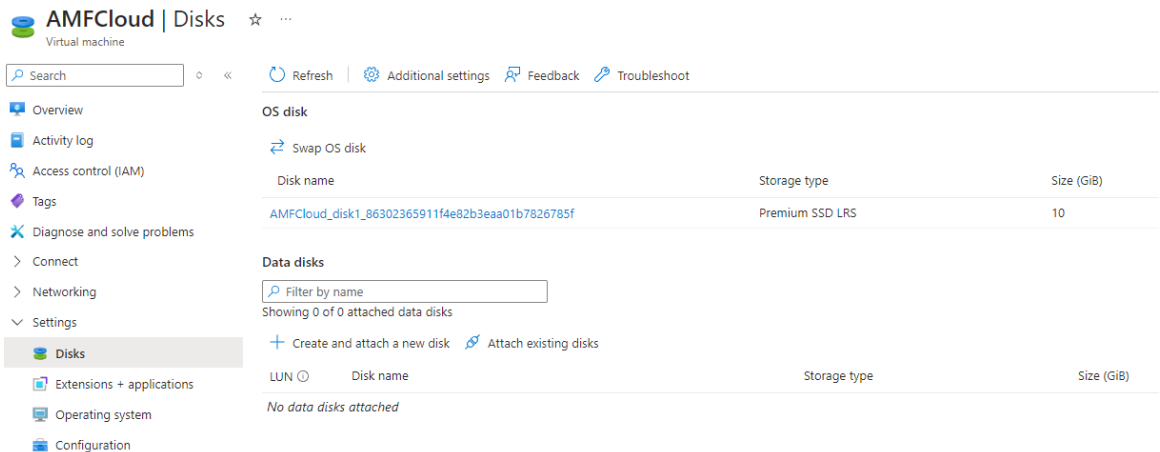 AMFCloud | Disks ☆ ...
Virtual machine
Search
Refresh Additional settings Feedback Troubleshoot
Overview
OS disk
Activity log
Swap OS disk
Access control (IAM)
Disk name Storage type Size (GiB)
Tags
AMFCloud_disk1_86302365911f4e82b3eaa01b7826785f Premium SSD LRS 10
Diagnose and solve problems
Connect
Data disks
Networking
Filter by name
Showing 0 of 0 attached data disks
Settings
Create and attach a new disk Attach existing disks
Disks
LUN Disk name Storage type Size (GiB)
Extensions + applications
No data disks attached
Operating system
Configuration